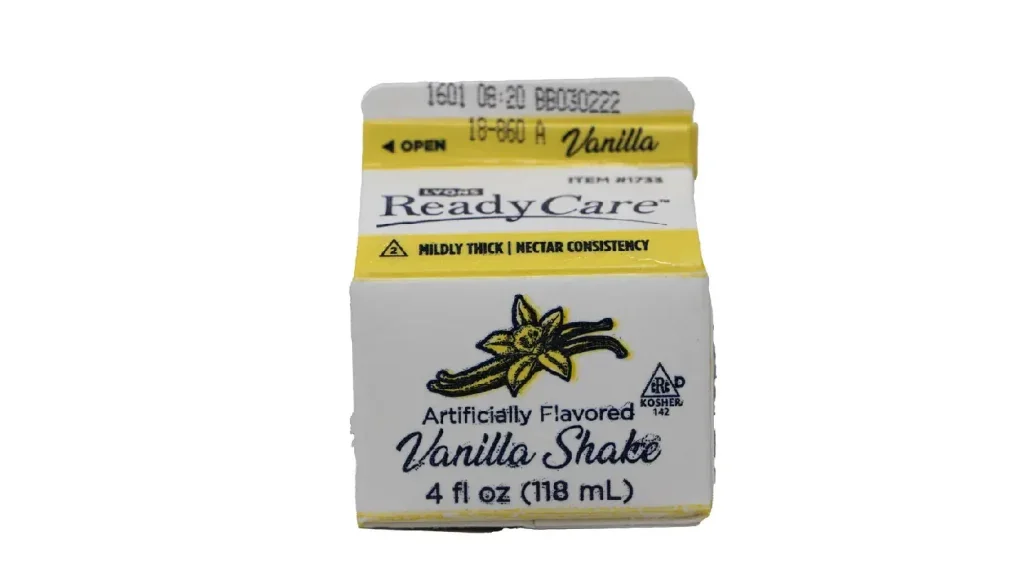 1601 08:20 BB030222
18-860 A
◄ OPEN
Vanilla
ITEM #1733
LYONS
ReadyCare™
2 MILDLY THICK | NECTAR CONSISTENCY
D
KOSHER
142
Artificially Flavored
Vanilla Shake
4 fl oz (118 mL)